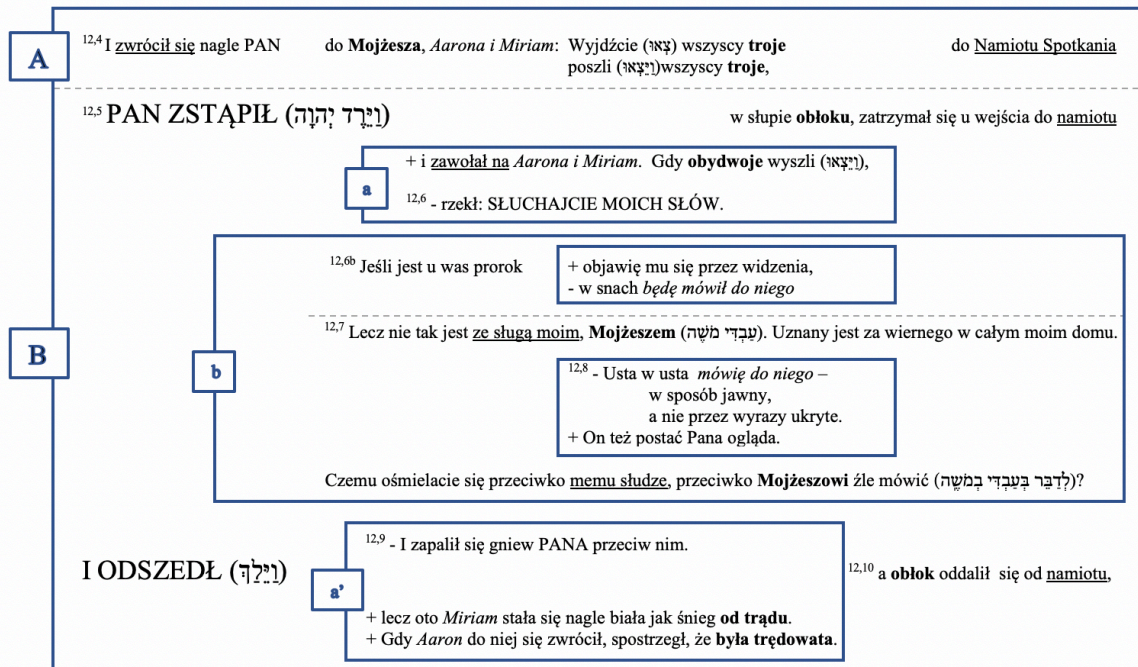 A
12,4 I zwrócił się nagle PAN do Mojżesza, Aarona i Miriam: Wyjdźcie (צְאוּ) wszyscy troje do Namiotu Spotkania
poszli (וַיֵּצְאוּ)wszyscy troje,
12,5 PAN ZSTĄPIŁ (וַיֵּרֶד יְהוָה) w słupie obłoku, zatrzymał się u wejścia do namiotu
+ i zawołał na Aarona i Miriam. Gdy obydwoje wyszli (וַיֵּצְאוּ),
a
12,6 - rzekł: SŁUCHAJCIE MOICH SŁÓW.
12,6b Jeśli jest u was prorok + objawię mu się przez widzenia,
- w snach będę mówił do niego
12,7 Lecz nie tak jest ze sługą moim, Mojżeszem (עַבְדִּי מֹשֶׁה). Uznany jest za wiernego w całym moim domu.
B
b
12,8 - Usta w usta mówię do niego –
w sposób jawny,
a nie przez wyrazy ukryte.
+ On też postać Pana ogląda.
Czemu ośmielacie się przeciwko memu słudze, przeciwko Mojżeszowi źle mówić (לְדַבֵּר בְּעַבְדִּי בְמֹשֶׁה)?
12,9 - I zapalił się gniew PANA przeciw nim.
I ODSZEDŁ (וַיֵּלַךְ) 12,10 a obłok oddalił się od namiotu,
a’
+ lecz oto Miriam stała się nagle biała jak śnieg od trądu.
+ Gdy Aaron do niej się zwrócił, spostrzegł, że była trędowata.